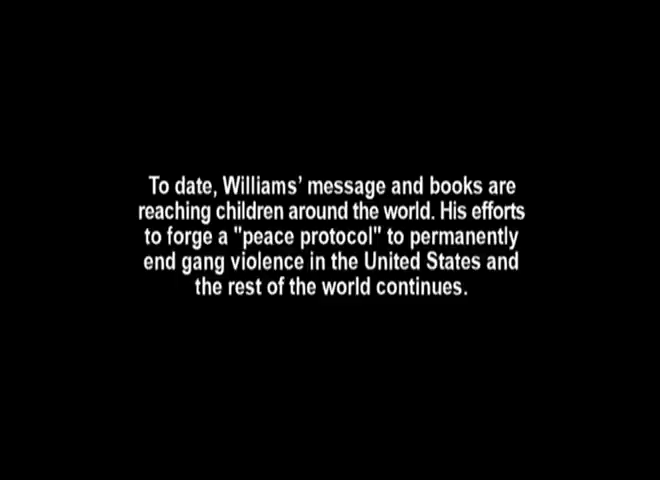 To date, Williams’ message and books are
reaching children around the world. His efforts
to forge a "peace protocol" to permanently
end gang violence in the United States and
the rest of the world continues.